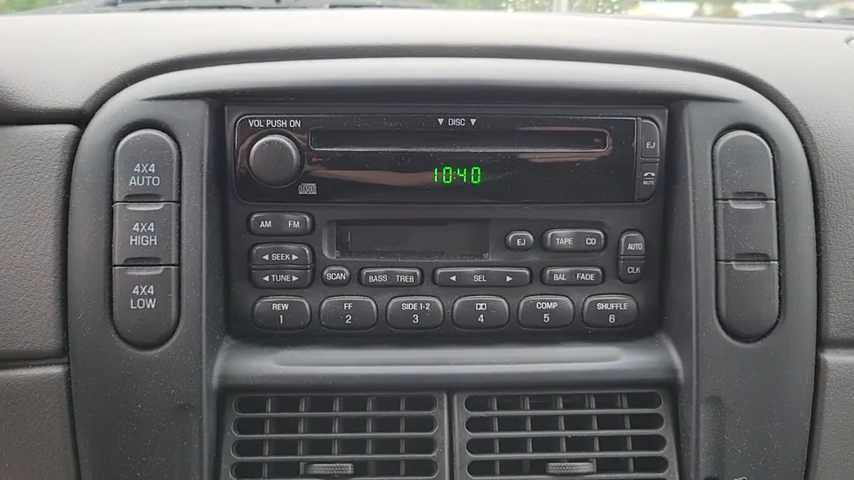 VOL PUSH ON
▼ DISC ▼
EJ
MUTE
10:40
4X4
AUTO
4X4
HIGH
4X4
LOW
AM FM
EJ
TAPE CD
AUTO
◄ SEEK ►
CLK
◄ TUNE ►
SCAN
BASS TREB
◄ SEL ►
BAL FADE
REW
1
FF
2
SIDE 1-2
3
4
COMP
5
SHUFFLE
6